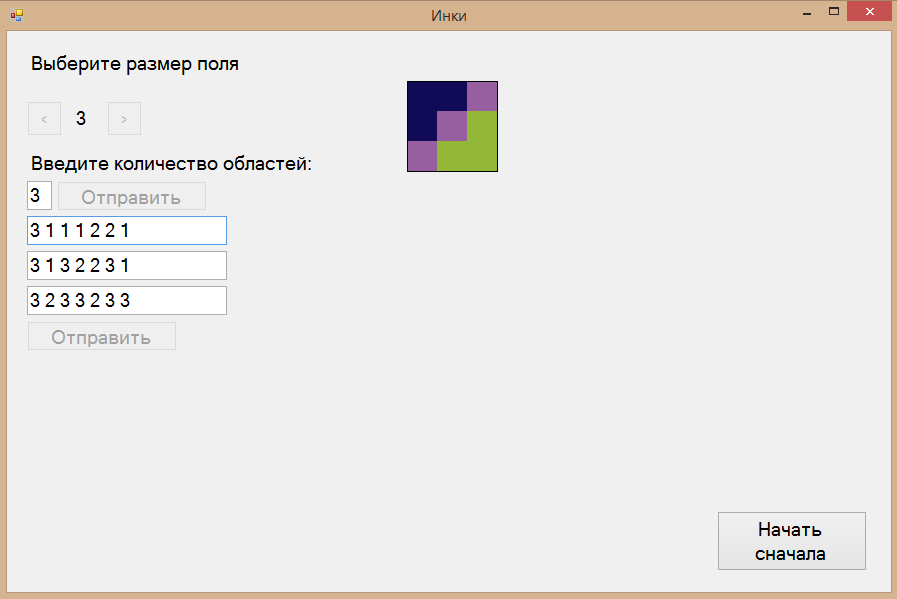 Инки
Выберите размер поля
< 3 >
Введите количество областей:
3 Отправить
3 1 1 1 2 2 1
3 1 3 2 2 3 1
3 2 3 3 2 3 3
Отправить
Начать
сначала